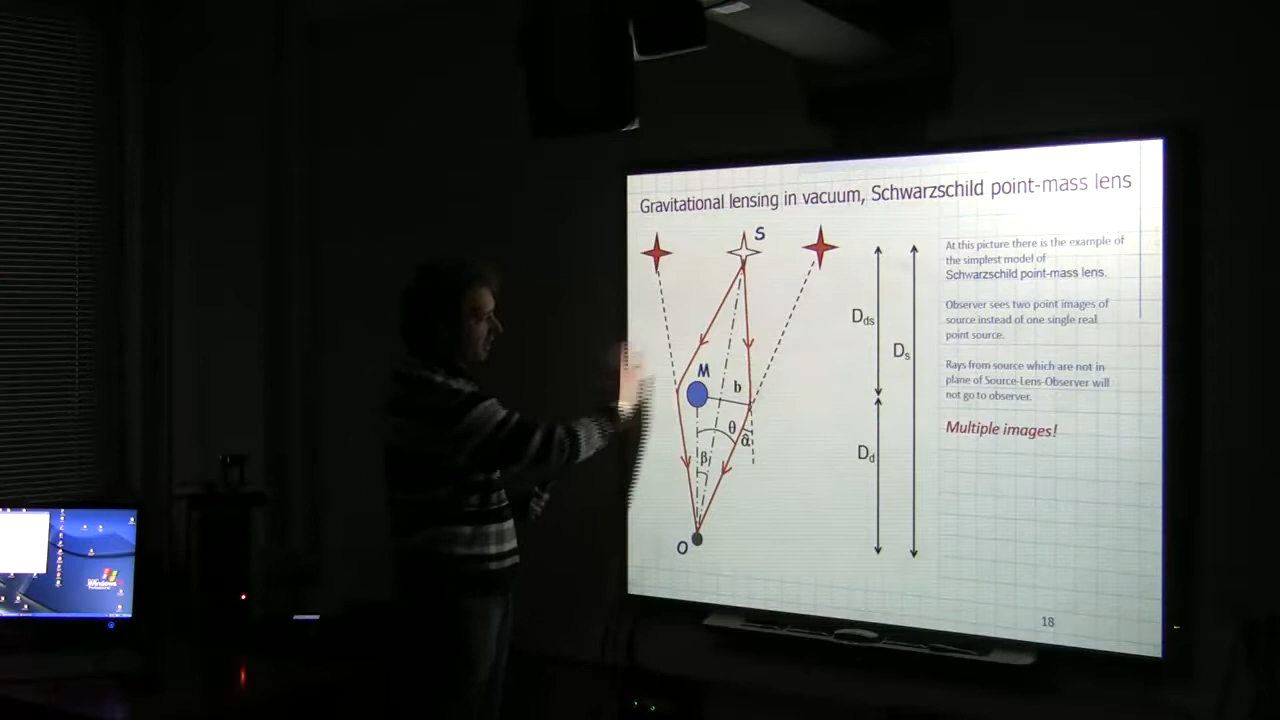 Gravitational lensing in vacuum, Schwarzschild point-mass lens
S
At this picture there is the example of
the simplest model of
Schwarzschild point-mass lens.
Observer sees two point images of
source instead of one single real
point source.
Dds
Ds
Rays from source which are not in
plane of Source-Lens-Observer will
not go to observer.
M
b
Multiple images!
θ
α̂
β
Dd
O
18
Windows